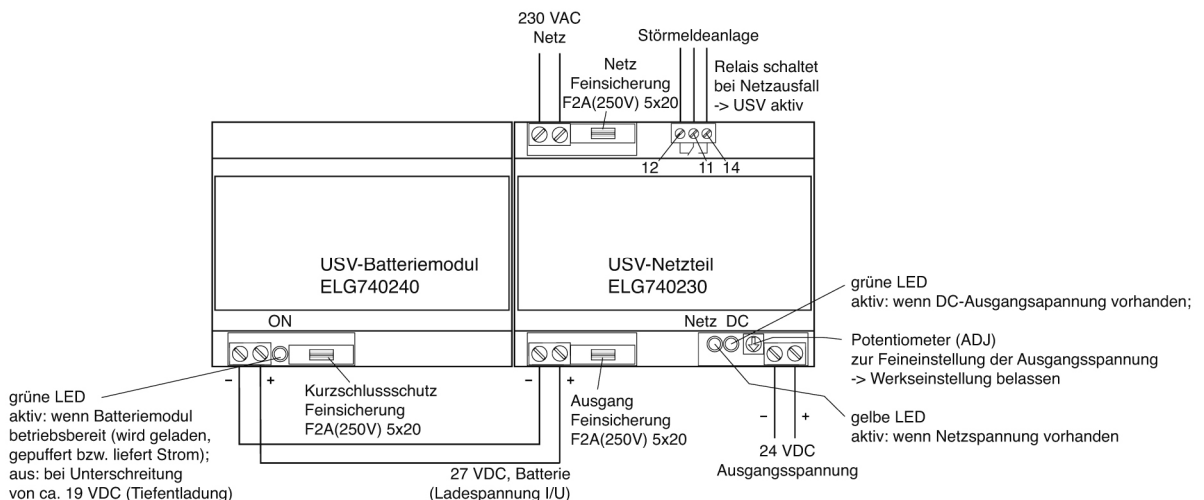 230 VAC
Netz
Störmeldeanlage
Netz
Feinsicherung
F2A(250V) 5x20
Relais schaltet
bei Netzausfall
-> USV aktiv
12
11
14
USV-Batteriemodul
ELG740240
USV-Netzteil
ELG740230
ON
Netz DC
grüne LED
aktiv: wenn DC-Ausgangsapannung vorhanden;
Potentiometer (ADJ)
zur Feineinstellung der Ausgangsspannung
-> Werkseinstellung belassen
gelbe LED
aktiv: wenn Netzspannung vorhanden
- +
- +
- +
grüne LED
aktiv: wenn Batteriemodul
betriebsbereit (wird geladen,
gepuffert bzw. liefert Strom);
aus: bei Unterschreitung
von ca. 19 VDC (Tiefentladung)
Kurzschlussschutz
Feinsicherung
F2A(250V) 5x20
Ausgang
Feinsicherung
F2A(250V) 5x20
27 VDC, Batterie
(Ladespannung I/U)
24 VDC
Ausgangsspannung